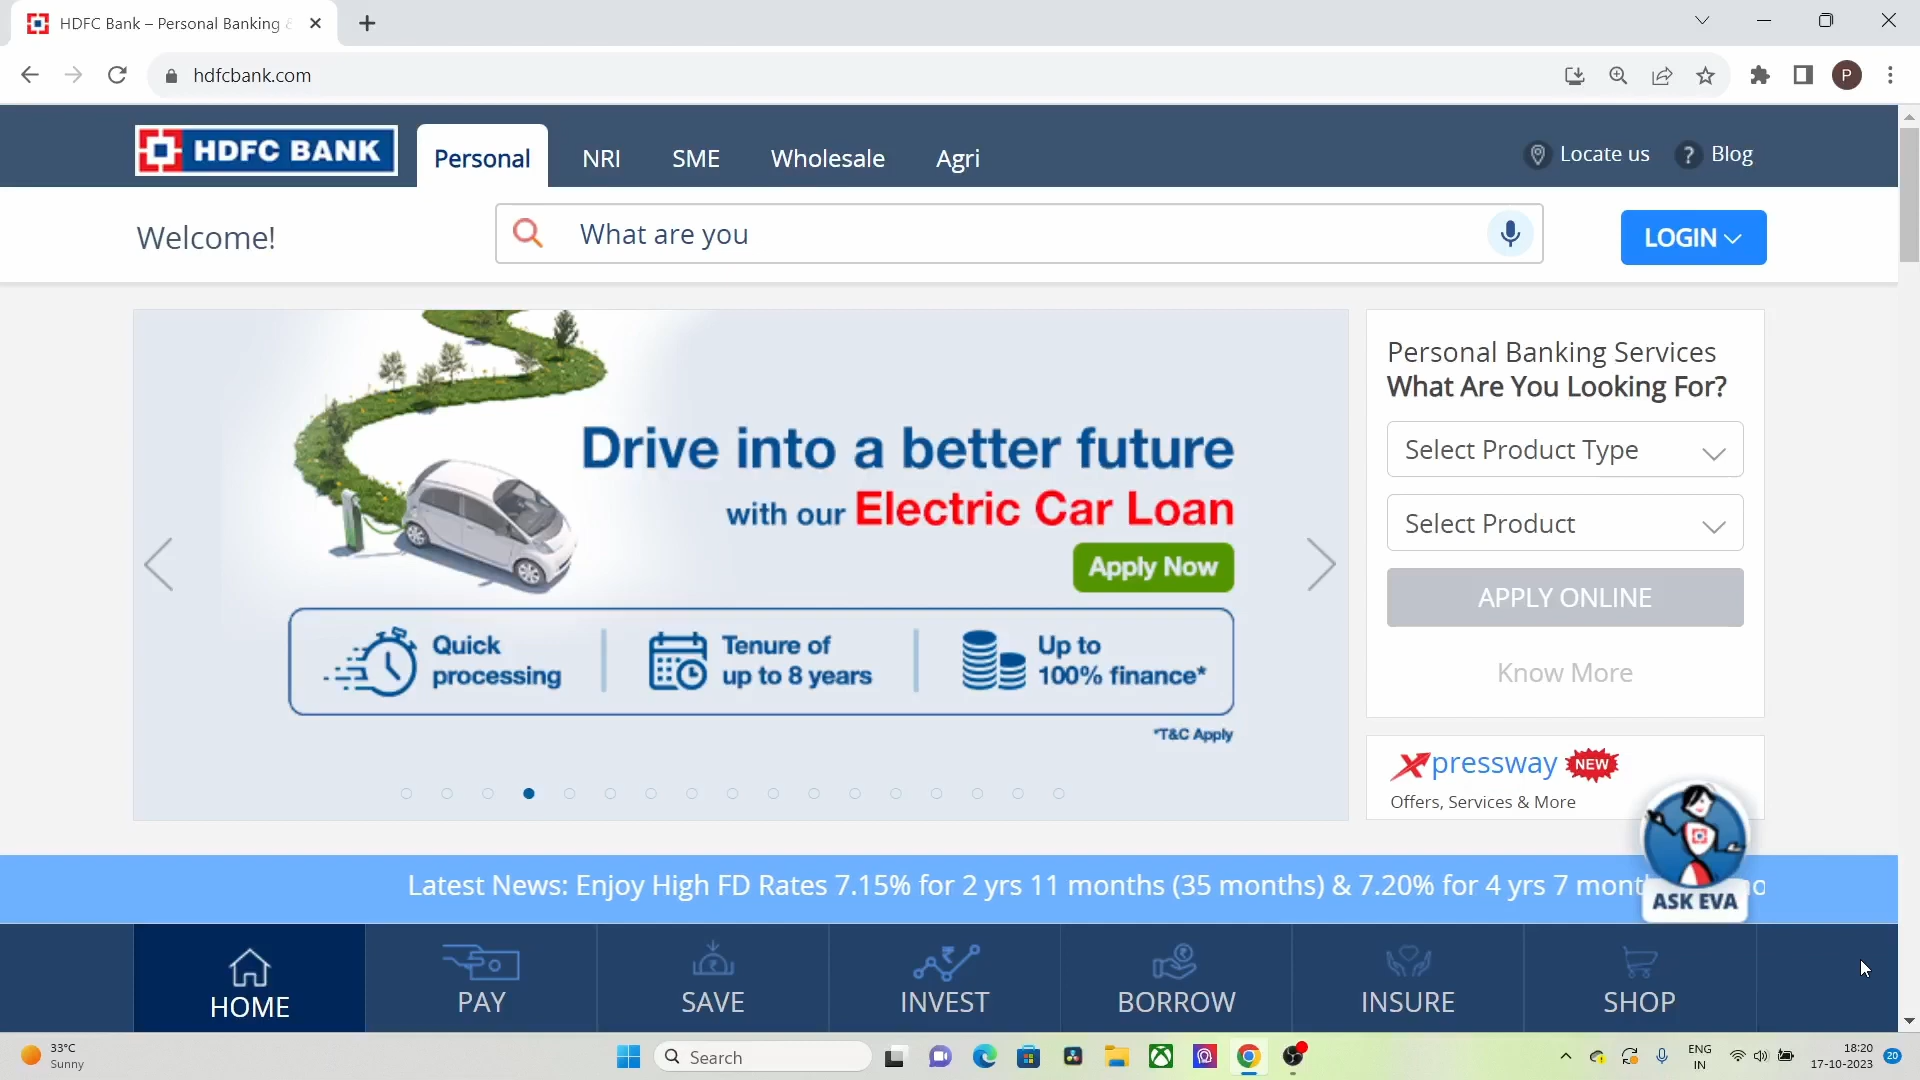 HDFC Bank – Personal Banking &
hdfcbank.com
P
HDFC BANK
Personal
NRI
SME
Wholesale
Agri
Locate us
? Blog
Welcome!
What are you
LOGIN
Drive into a better future
with our Electric Car Loan
Apply Now
Quick
processing
Tenure of
up to 8 years
Up to
100% finance*
*T&C Apply
Personal Banking Services
What Are You Looking For?
Select Product Type
Select Product
APPLY ONLINE
Know More
Xpressway NEW
Offers, Services & More
ASK EVA
Latest News: Enjoy High FD Rates 7.15% for 2 yrs 11 months (35 months) & 7.20% for 4 yrs 7
HOME
PAY
SAVE
INVEST
BORROW
INSURE
SHOP
33°C
Sunny
Search
ENG
IN
18:20
17-10-2023
20